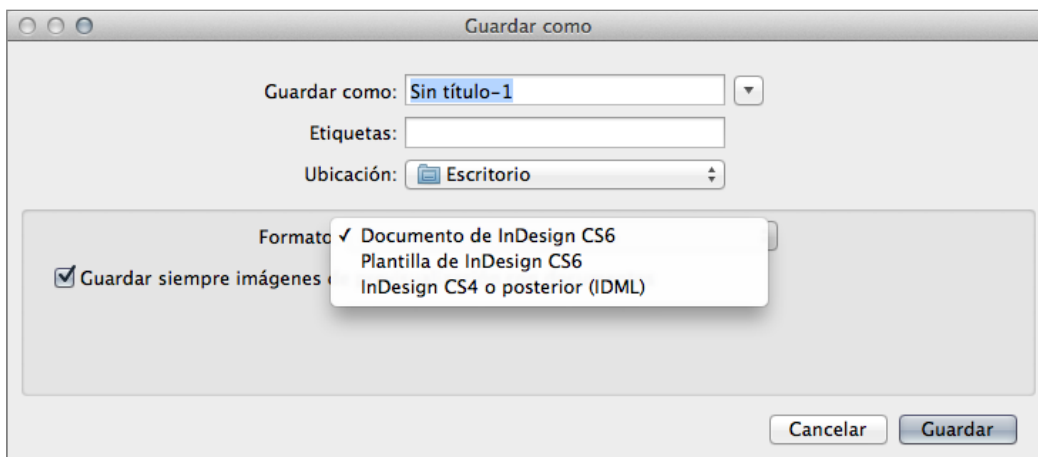 Guardar como
Guardar como: Sin título-1
Etiquetas:
Ubicación: Escritorio
Formato ✓ Documento de InDesign CS6
Plantilla de InDesign CS6
Guardar siempre imágenes
InDesign CS4 o posterior (IDML)
Cancelar Guardar